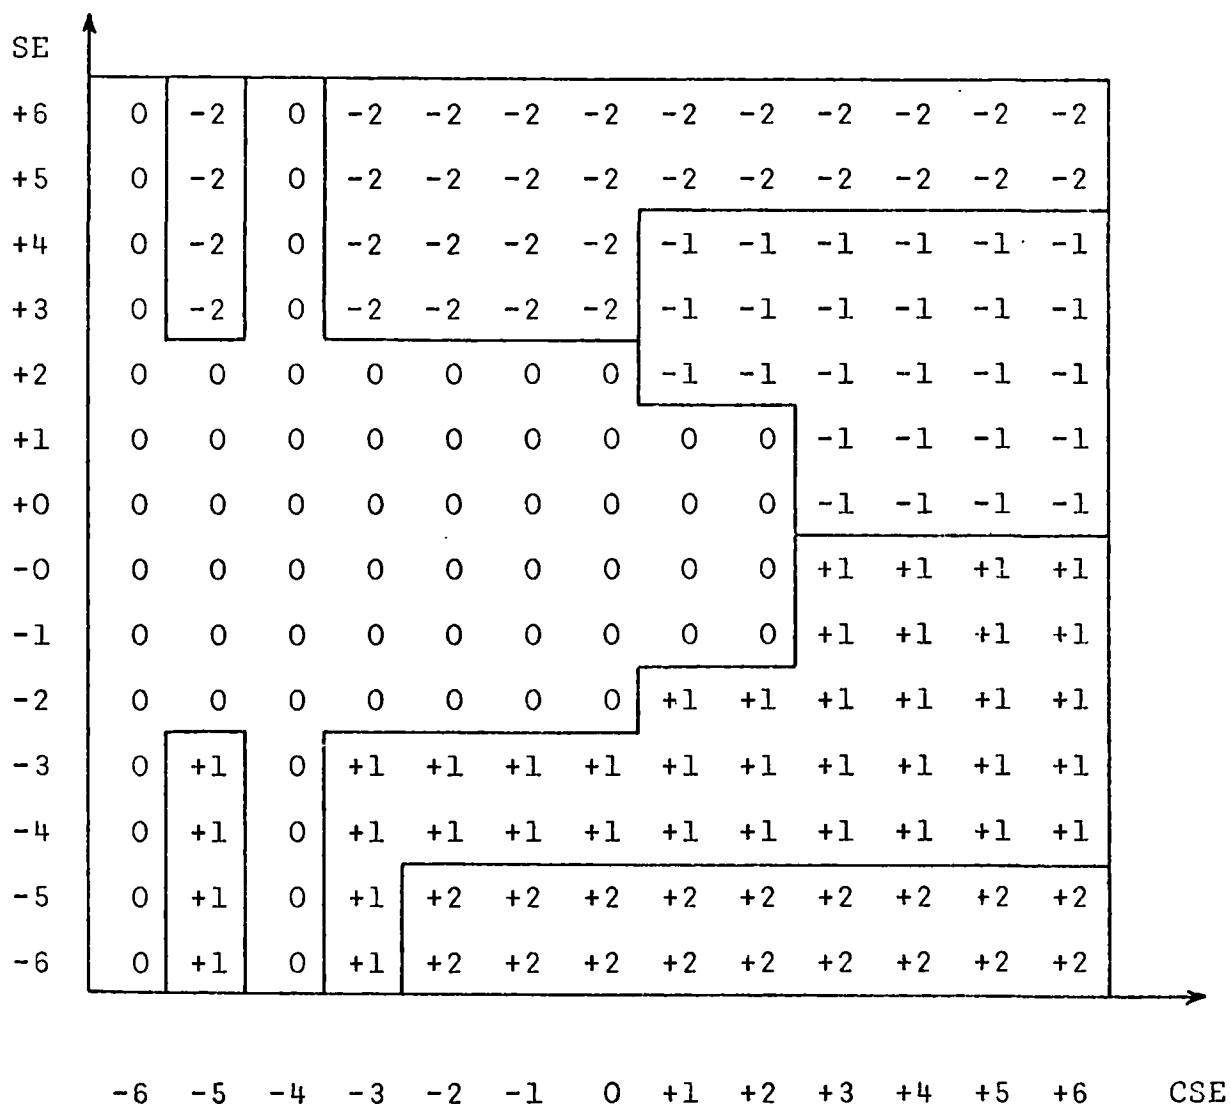 SE
+6 0 -2 0 -2 -2 -2 -2 -2 -2 -2 -2 -2 -2
+5 0 -2 0 -2 -2 -2 -2 -2 -2 -2 -2 -2 -2
+4 0 -2 0 -2 -2 -2 -2 -1 -1 -1 -1 -1 -1
+3 0 -2 0 -2 -2 -2 -2 -1 -1 -1 -1 -1 -1
+2 0 0 0 0 0 0 0 -1 -1 -1 -1 -1 -1
+1 0 0 0 0 0 0 0 0 0 -1 -1 -1 -1
+0 0 0 0 0 0 0 0 0 0 -1 -1 -1 -1
-0 0 0 0 0 0 0 0 0 0 +1 +1 +1 +1
-1 0 0 0 0 0 0 0 0 0 +1 +1 +1 +1
-2 0 0 0 0 0 0 0 +1 +1 +1 +1 +1 +1
-3 0 +1 0 +1 +1 +1 +1 +1 +1 +1 +1 +1 +1
-4 0 +1 0 +1 +1 +1 +1 +1 +1 +1 +1 +1 +1
-5 0 +1 0 +1 +2 +2 +2 +2 +2 +2 +2 +2 +2
-6 0 +1 0 +1 +2 +2 +2 +2 +2 +2 +2 +2 +2
-6 -5 -4 -3 -2 -1 0 +1 +2 +3 +4 +5 +6 CSE